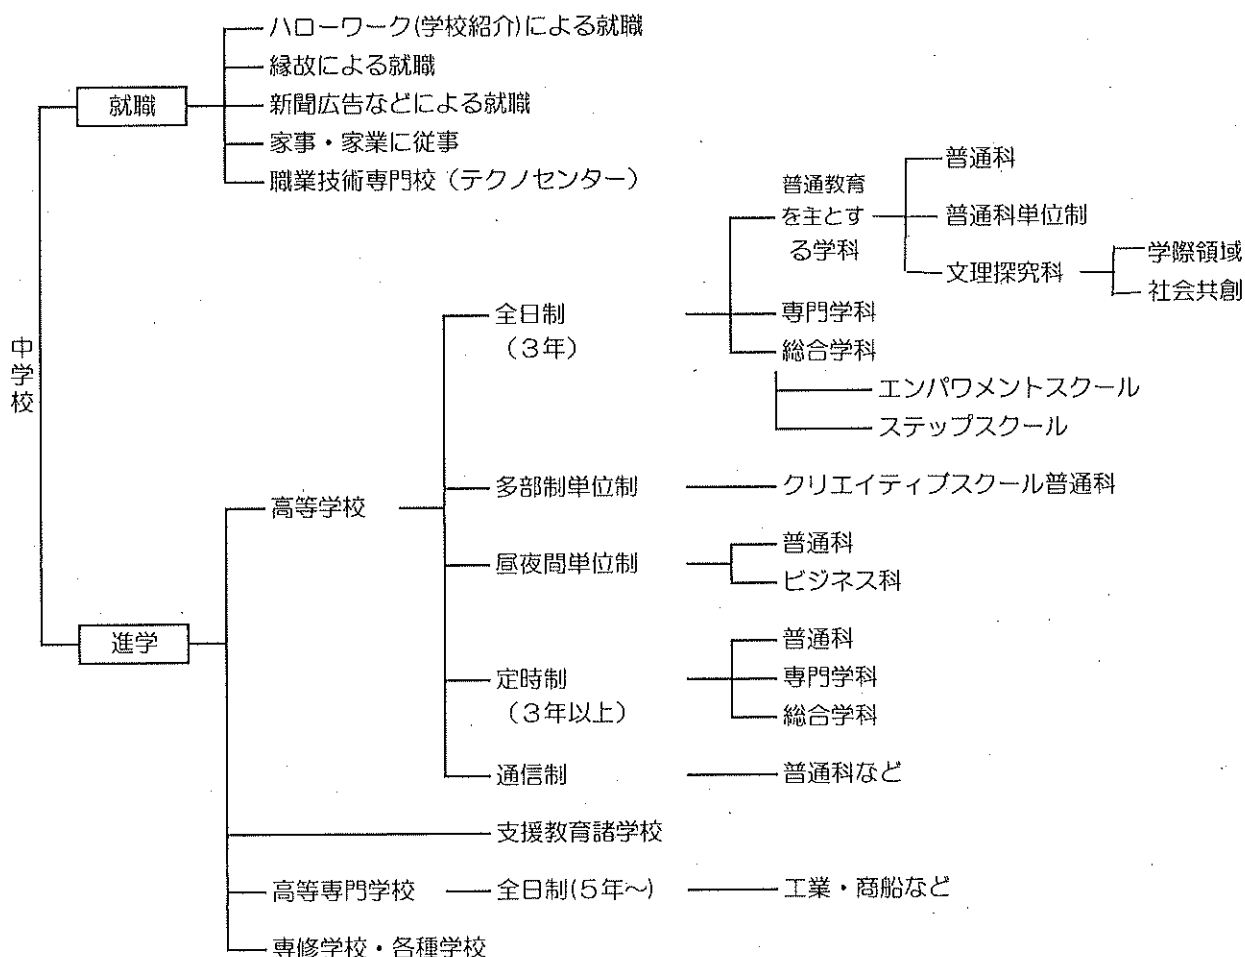 中学校
就職
ハローワーク(学校紹介)による就職
縁故による就職
新聞広告などによる就職
家事・家業に従事
職業技術専門校（テクノセンター）
進学
高等学校
全日制
（３年）
普通教育
を主とす
る学科
普通科
普通科単位制
文理探究科
学際領域
社会共創
専門学科
総合学科
エンパワメントスクール
ステップスクール
多部制単位制
クリエイティブスクール普通科
昼夜間単位制
普通科
ビジネス科
定時制
（３年以上）
普通科
専門学科
総合学科
通信制
普通科など
支援教育諸学校
高等専門学校
全日制(５年～)
工業・商船など
専修学校・各種学校